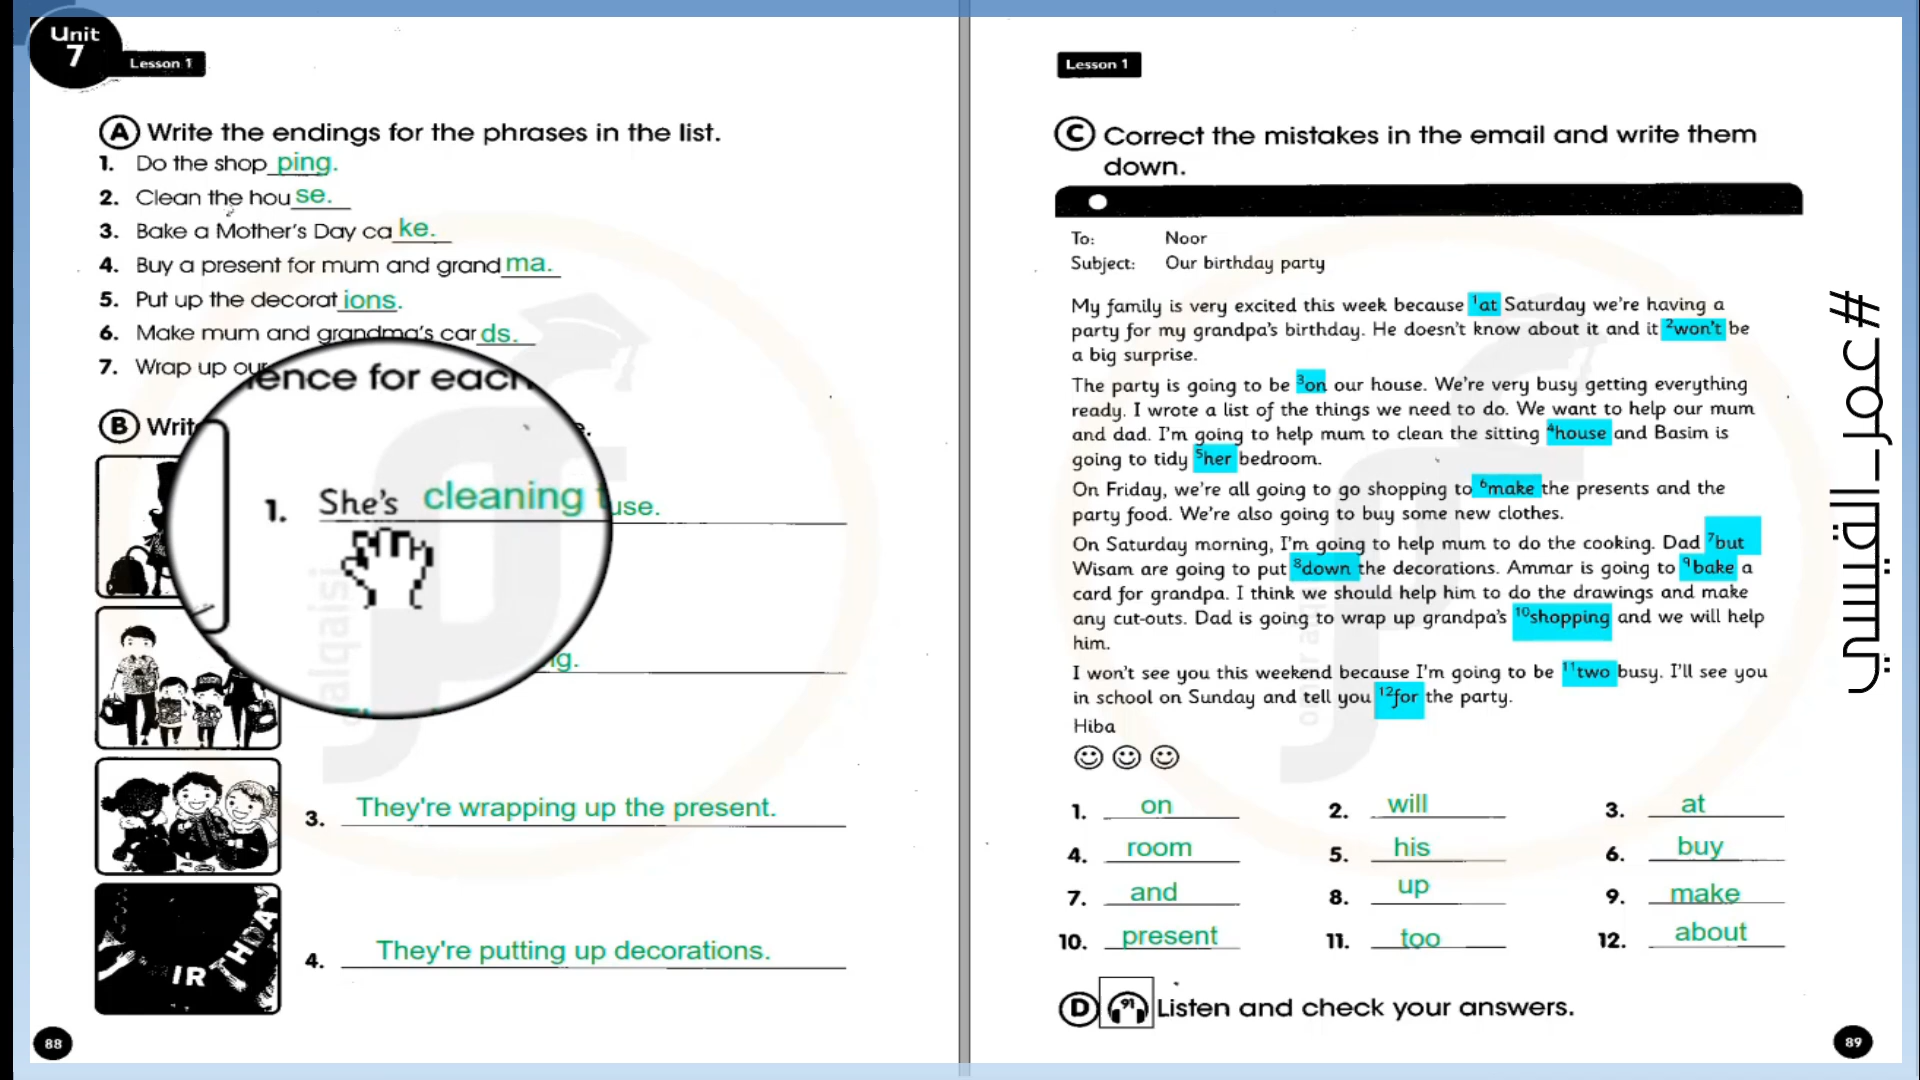 Unit
7
Lesson 1
A Write the endings for the phrases in the list.
1. Do the shop ping.
2. Clean the hou se.
3. Bake a Mother's Day ca ke.
4. Buy a present for mum and grand ma.
5. Put up the decorat ions.
6. Make mum and grandma's car ds.
7. Wrap up our
ence for each
B Writ
1. She's cleaning
use.
3. They're wrapping up the present.
4. They're putting up decorations.
IRTHDAY
alqaisi
88
Lesson 1
C Correct the mistakes in the email and write them
down.
To: Noor
Subject: Our birthday party
My family is very excited this week because 1at Saturday we're having a
party for my grandpa's birthday. He doesn't know about it and it 2won't be
a big surprise.
The party is going to be 3on our house. We're very busy getting everything
ready. I wrote a list of the things we need to do. We want to help our mum
and dad. I'm going to help mum to clean the sitting 4house and Basim is
going to tidy 5her bedroom.
On Friday, we're all going to go shopping to 6make the presents and the
party food. We're also going to buy some new clothes.
On Saturday morning, I'm going to help mum to do the cooking. Dad 7but
Wisam are going to put 8down the decorations. Ammar is going to 9bake a
card for grandpa. I think we should help him to do the drawings and make
any cut-outs. Dad is going to wrap up grandpa's 10shopping and we will help
him.
I won't see you this weekend because I'm going to be 11two busy. I'll see you
in school on Sunday and tell you 12for the party.
Hiba
1. on 2. will 3. at
4. room 5. his 6. buy
7. and 8. up 9. make
10. present 11. too 12. about
D 91 Listen and check your answers.
89